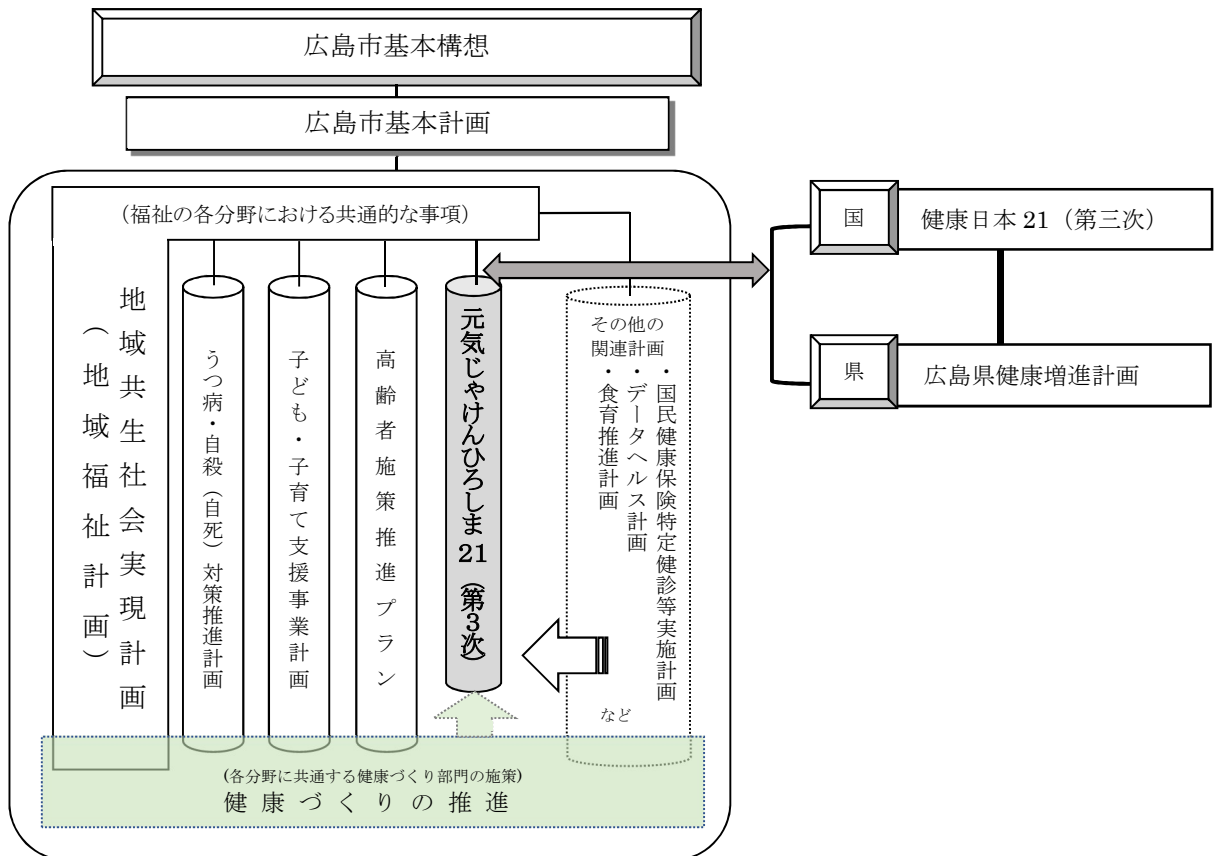 広島市基本構想
広島市基本計画
(福祉の各分野における共通的な事項)
地域共生社会実現計画
(地域福祉計画)
うつ病・自殺(自死)対策推進計画
子ども・子育て支援事業計画
高齢者施策推進プラン
元気じゃけんひろしま21(第3次)
その他の
関連計画
・国民健康保険特定健診等実施計画
・データヘルス計画
・食育推進計画
など
(各分野に共通する健康づくり部門の施策)
健康づくりの推進
国
健康日本 21(第三次)
県
広島県健康増進計画